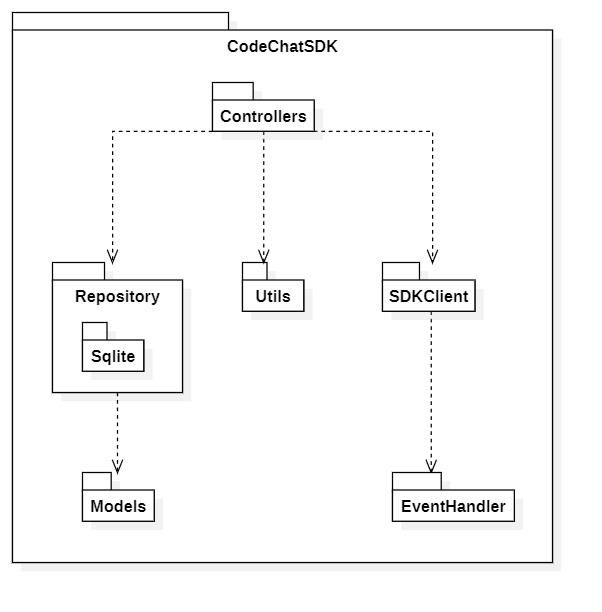 CodeChatSDK
Controllers
Repository
Utils
SDKClient
Sqlite
Models
EventHandler